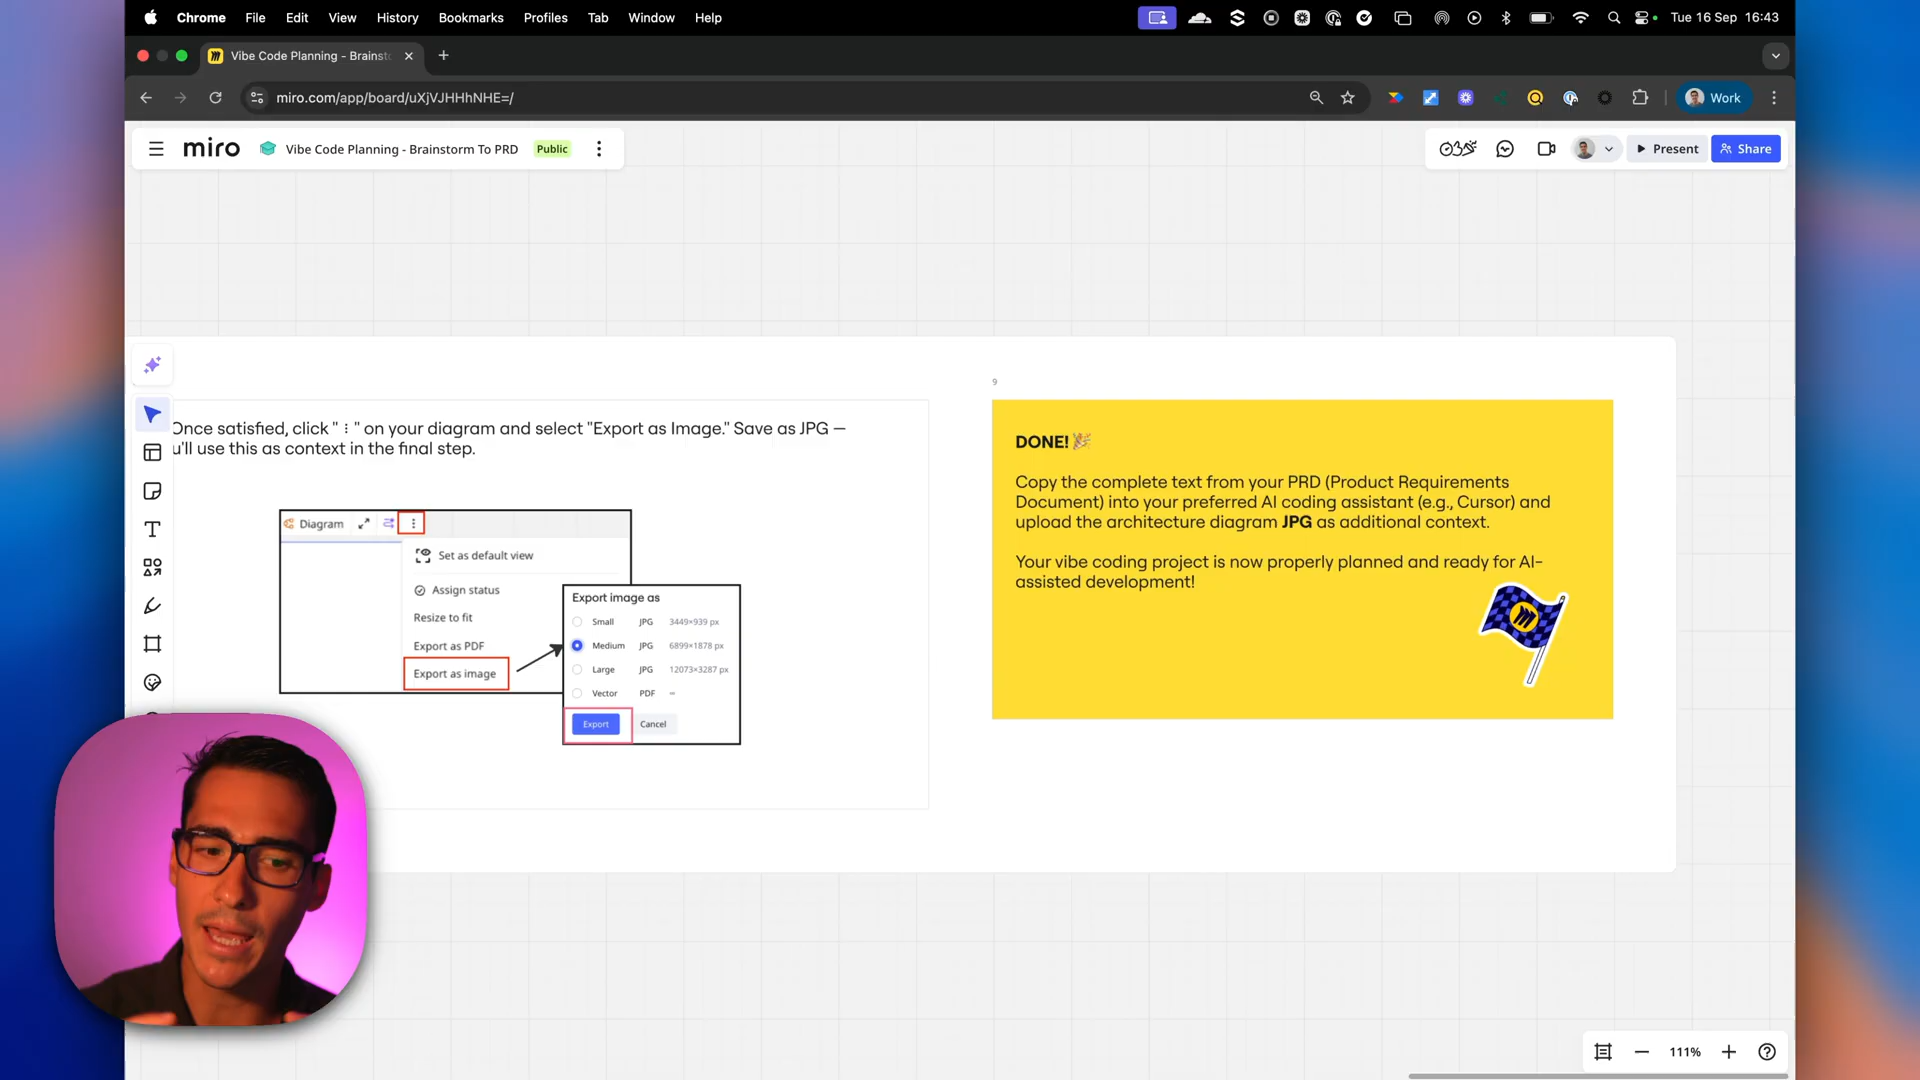 Chrome File Edit View History Bookmarks Profiles Tab Window Help Tue 16 Sep 16:43
Vibe Code Planning - Brainsto
miro.com/app/board/uXjVJHHhNHE=/ Work
miro Vibe Code Planning - Brainstorm To PRD Public Present Share
9
Once satisfied, click " ⋮ " on your diagram and select "Export as Image." Save as JPG —
u'll use this as context in the final step.
Diagram
Set as default view
Assign status
Resize to fit
Export as PDF
Export as image
Export image as
Small JPG 3449×939 px
Medium JPG 6899×1878 px
Large JPG 12073×3287 px
Vector PDF ∞
Export Cancel
DONE! 🎉
Copy the complete text from your PRD (Product Requirements
Document) into your preferred AI coding assistant (e.g., Cursor) and
upload the architecture diagram JPG as additional context.
Your vibe coding project is now properly planned and ready for AI-
assisted development!
111%